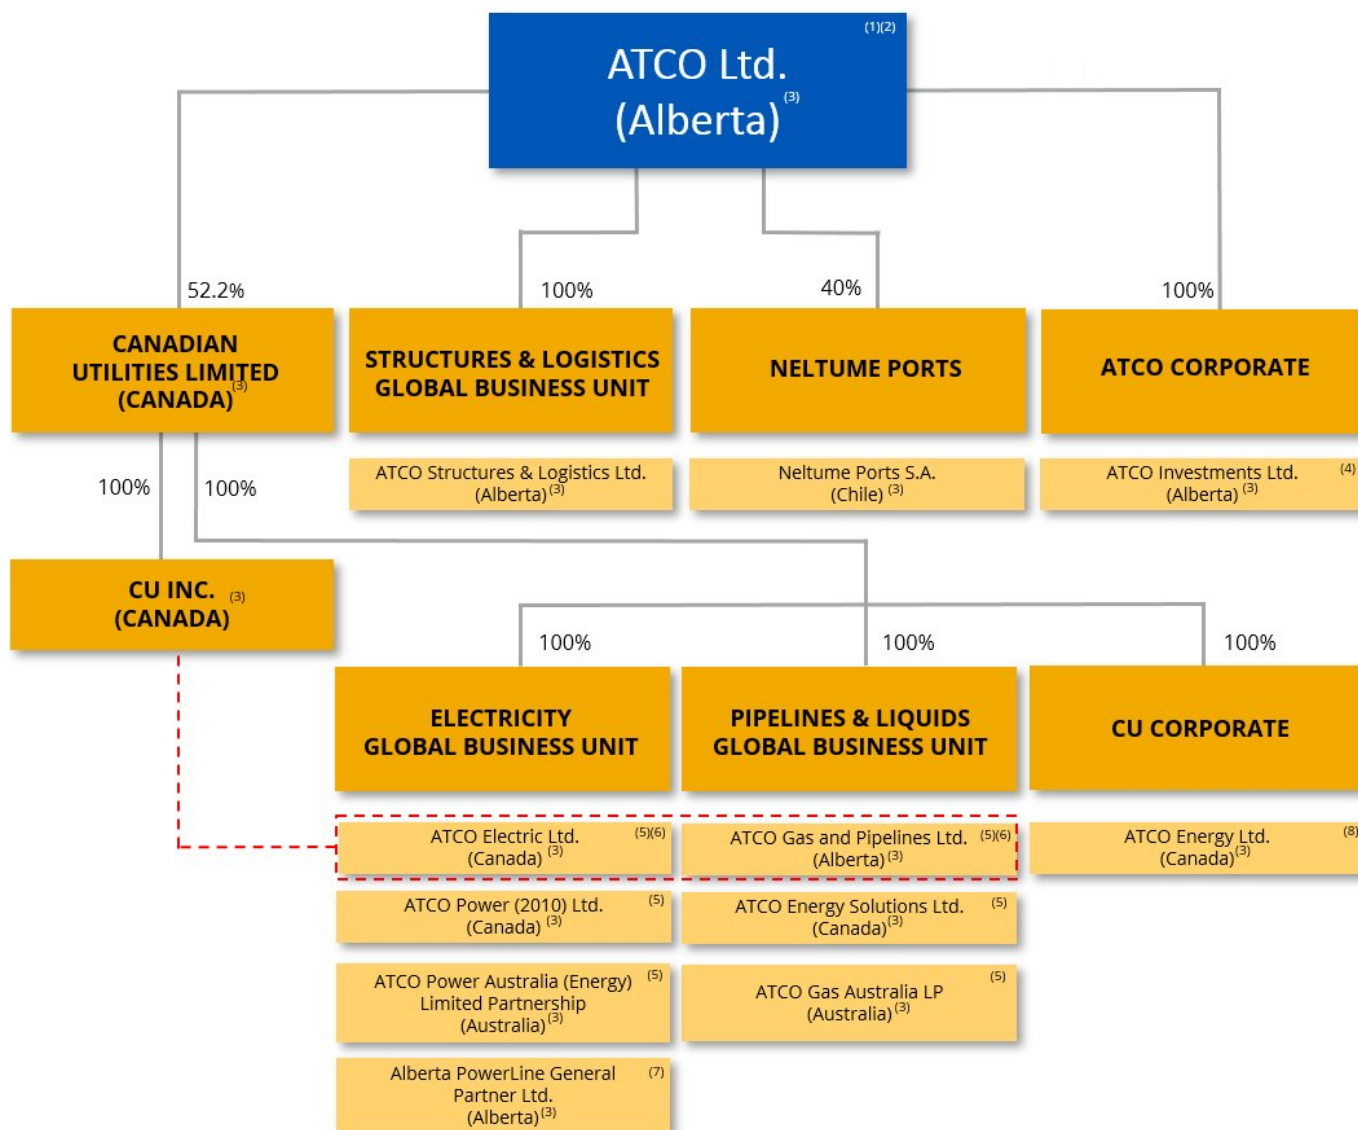 (1)(2)
ATCO Ltd.
(Alberta) (3)
52.2%
100%
40%
100%
CANADIAN
UTILITIES LIMITED
(CANADA) (3)
STRUCTURES & LOGISTICS
GLOBAL BUSINESS UNIT
NELTUME PORTS
ATCO CORPORATE
ATCO Structures & Logistics Ltd.
(Alberta) (3)
Neltume Ports S.A.
(Chile) (3)
ATCO Investments Ltd. (4)
(Alberta) (3)
100%
100%
CU INC. (3)
(CANADA)
100%
100%
100%
ELECTRICITY
GLOBAL BUSINESS UNIT
PIPELINES & LIQUIDS
GLOBAL BUSINESS UNIT
CU CORPORATE
ATCO Electric Ltd. (5)(6)
(Canada) (3)
ATCO Gas and Pipelines Ltd. (5)(6)
(Alberta) (3)
ATCO Energy Ltd. (8)
(Canada) (3)
ATCO Power (2010) Ltd. (5)
(Canada) (3)
ATCO Energy Solutions Ltd. (5)
(Canada) (3)
ATCO Power Australia (Energy) (5)
Limited Partnership
(Australia) (3)
(5)
ATCO Gas Australia LP
(Australia) (3)
Alberta PowerLine General (7)
Partner Ltd.
(Alberta) (3)